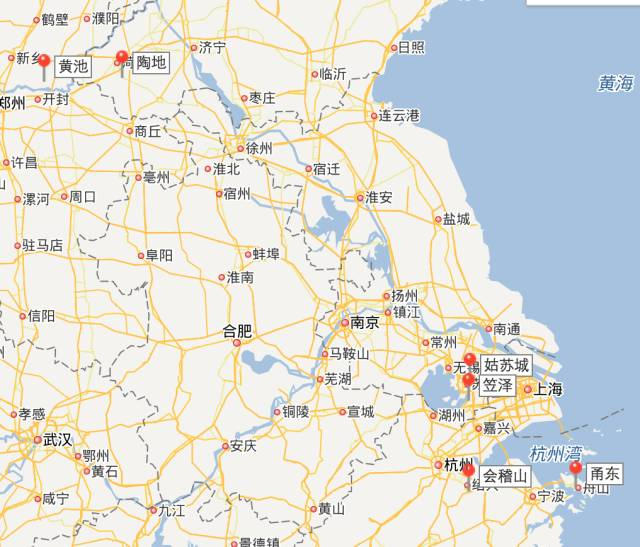 鹤壁
濮阳
新乡
黄池
陶地
济宁
日照
临沂
黄海
郑州
开封
枣庄
连云港
商丘
徐州
许昌
亳州
淮北
宿迁
漯河
周口
宿州
淮安
盐城
驻马店
阜阳
蚌埠
淮南
扬州
信阳
镇江
南京
南通
合肥
常州
马鞍山
无锡
姑苏城
芜湖
笠泽
上海
孝感
铜陵
宣城
湖州
武汉
嘉兴
安庆
鄂州
杭州湾
黄石
杭州
会稽山
甬东
绍兴
舟山
咸宁
宁波
九江
黄山
景德镇